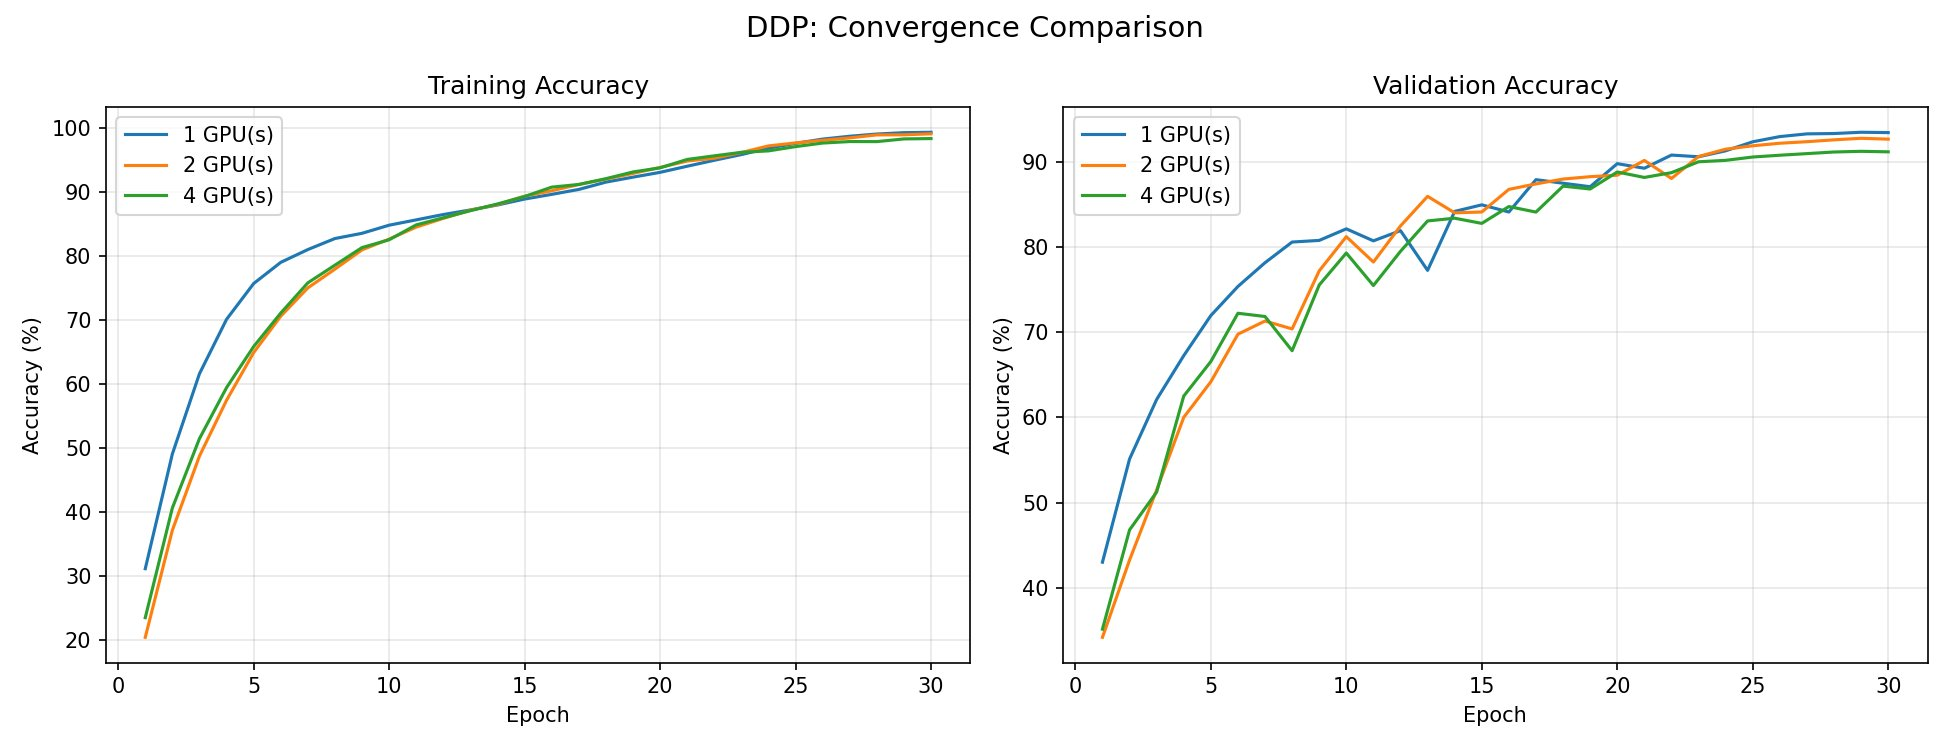 DDP: Convergence Comparison
Training Accuracy
1 GPU(s)
2 GPU(s)
4 GPU(s)
100
90
80
70
60
50
40
30
20
Accuracy (%)
0 5 10 15 20 25 30
Epoch
Validation Accuracy
1 GPU(s)
2 GPU(s)
4 GPU(s)
90
80
70
60
50
40
Accuracy (%)
0 5 10 15 20 25 30
Epoch